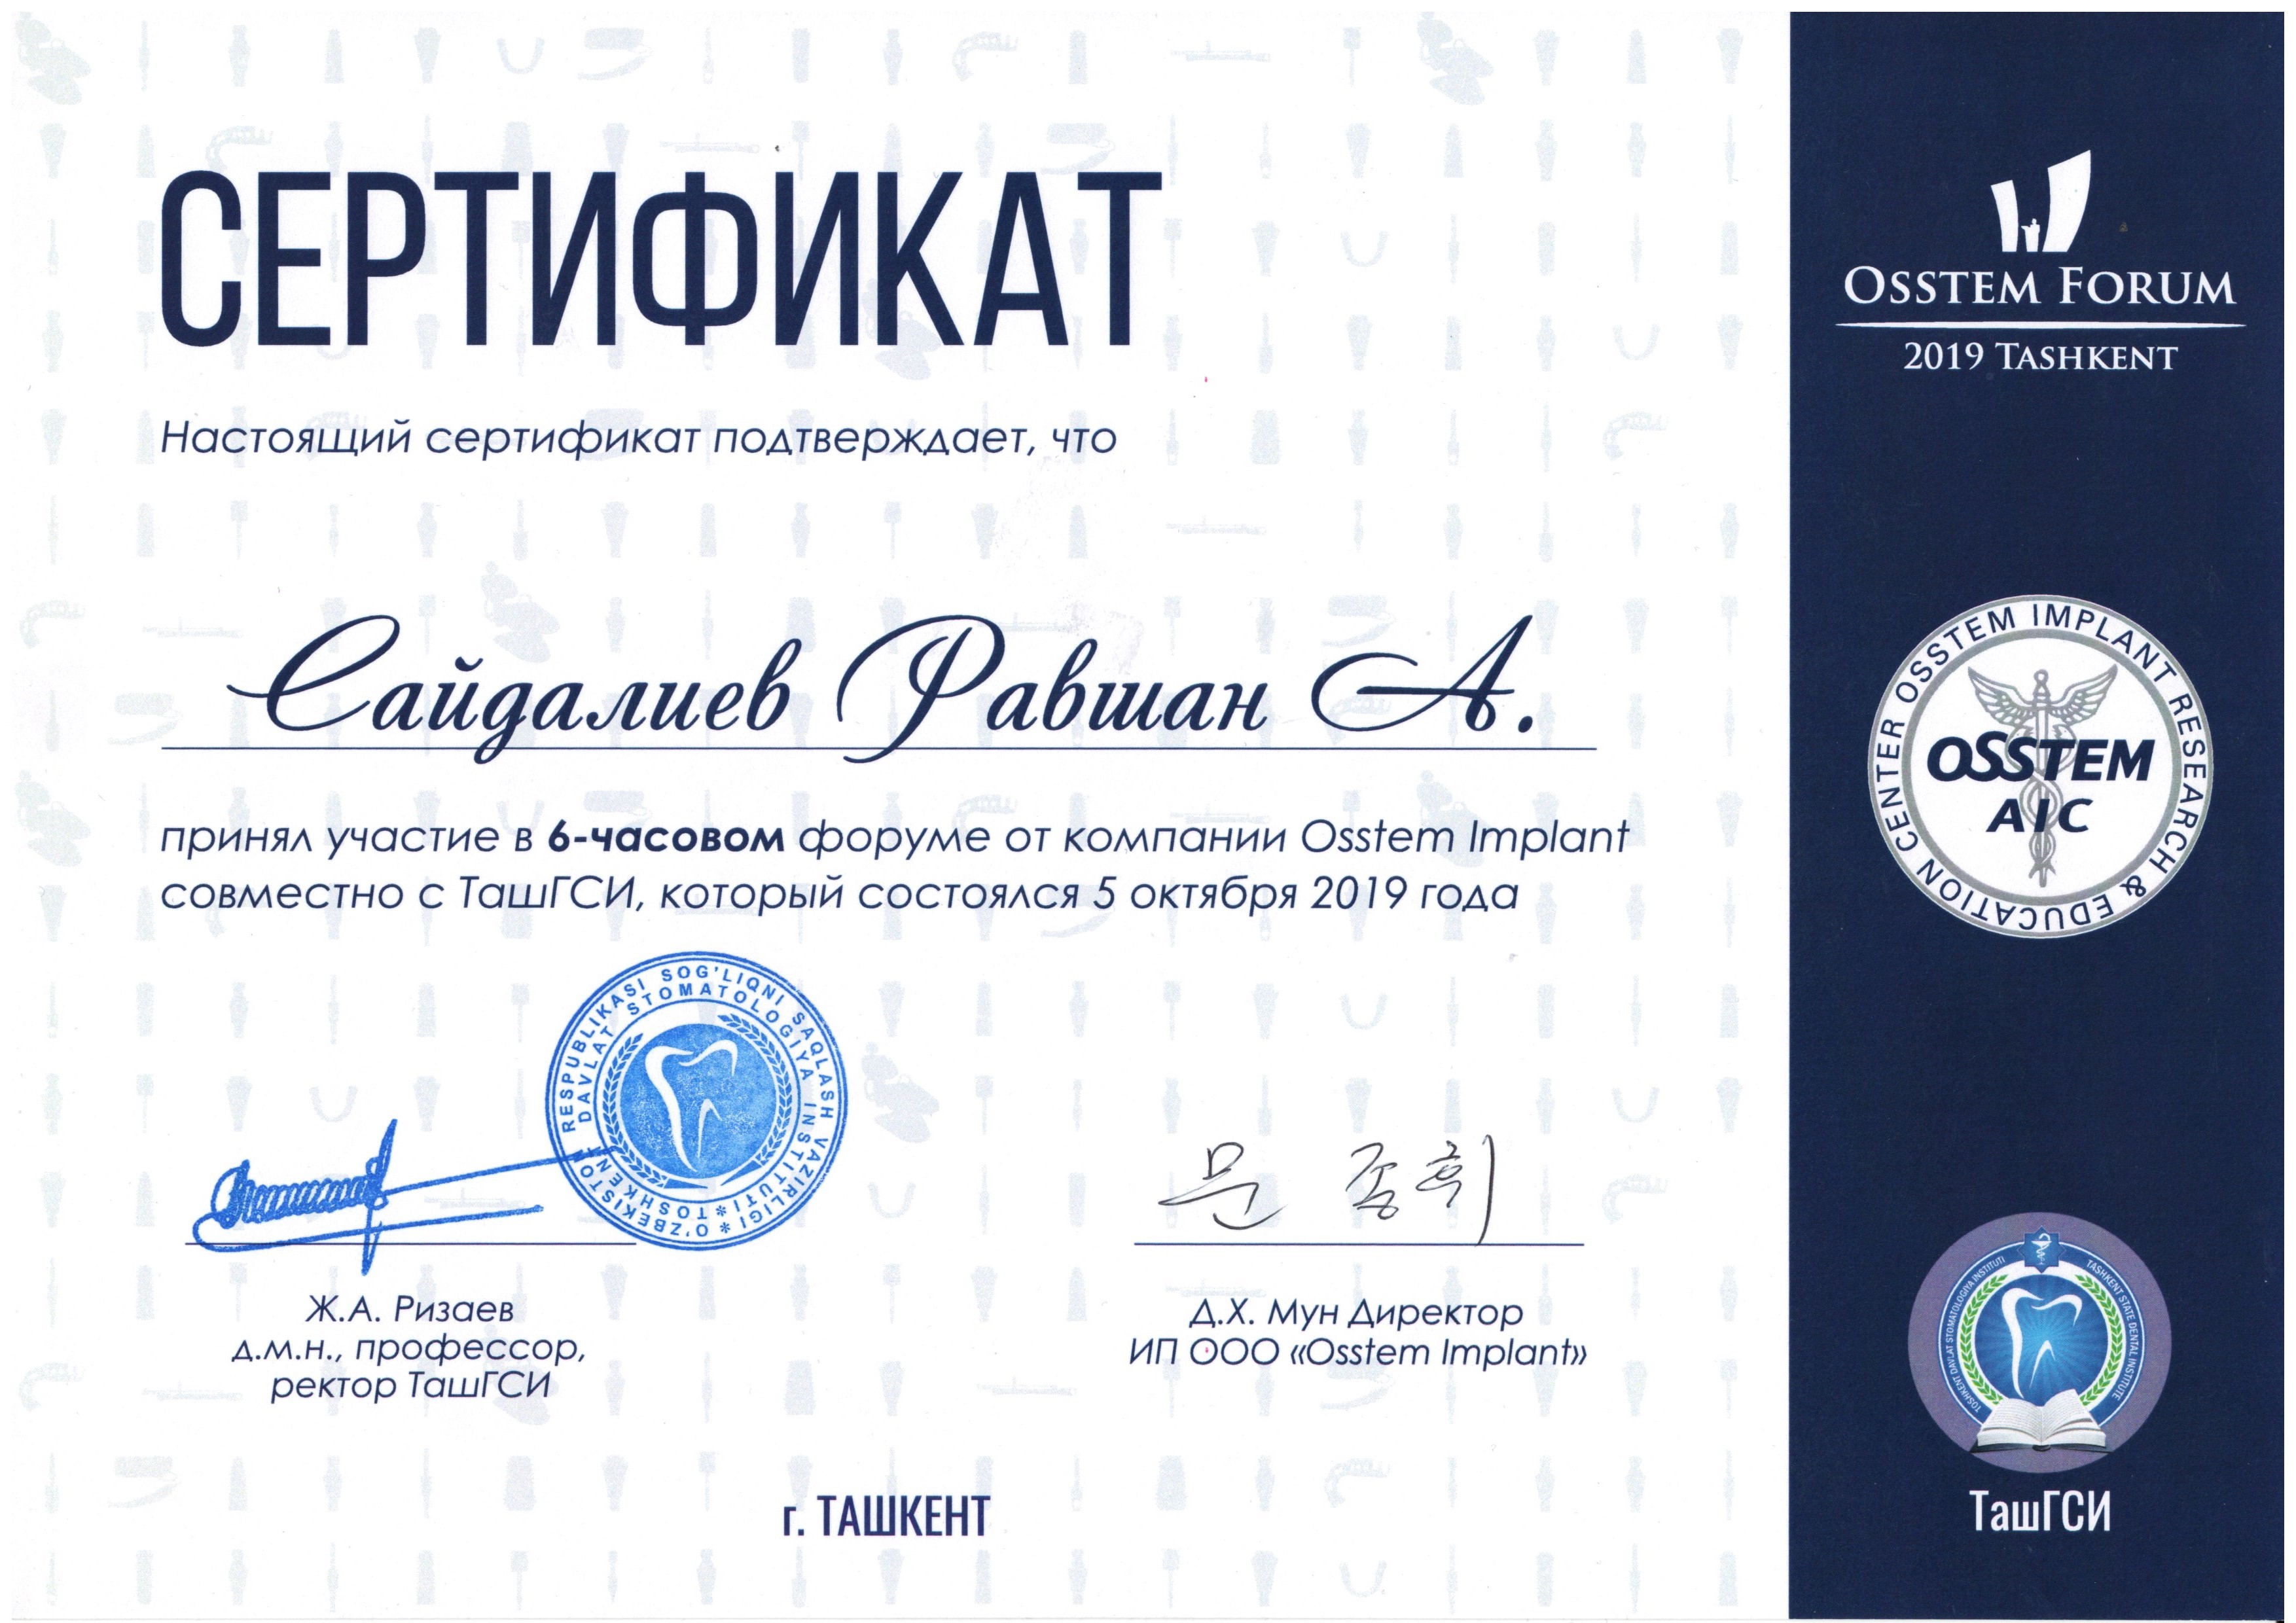 СЕРТИФИКАТ
Настоящий сертификат подтверждает, что
Сайдалиев Равшан А.
принял участие в 6-часовом форуме от компании Osstem Implant
совместно с ТашГСИ, который состоялся 5 октября 2019 года
O'ZBEKISTON RESPUBLIKASI SOG'LIQNI SAQLASH VAZIRLIGI *
TOSHKENT DAVLAT STOMATOLOGIYA INSTITUTI *
문 종휘
Ж.А. Ризаев
д.м.н., профессор,
ректор ТашГСИ
Д.Х. Мун Директор
ИП ООО «Osstem Implant»
г. ТАШКЕНТ
OSSTEM FORUM
2019 TASHKENT
OSSTEM IMPLANT RESEARCH & EDUCATION CENTER
OSSTEM
AIC
TOSHKENT DAVLAT STOMATOLOGIYA INSTITUTI
TASHKENT STATE DENTAL INSTITUTE
ТашГСИ